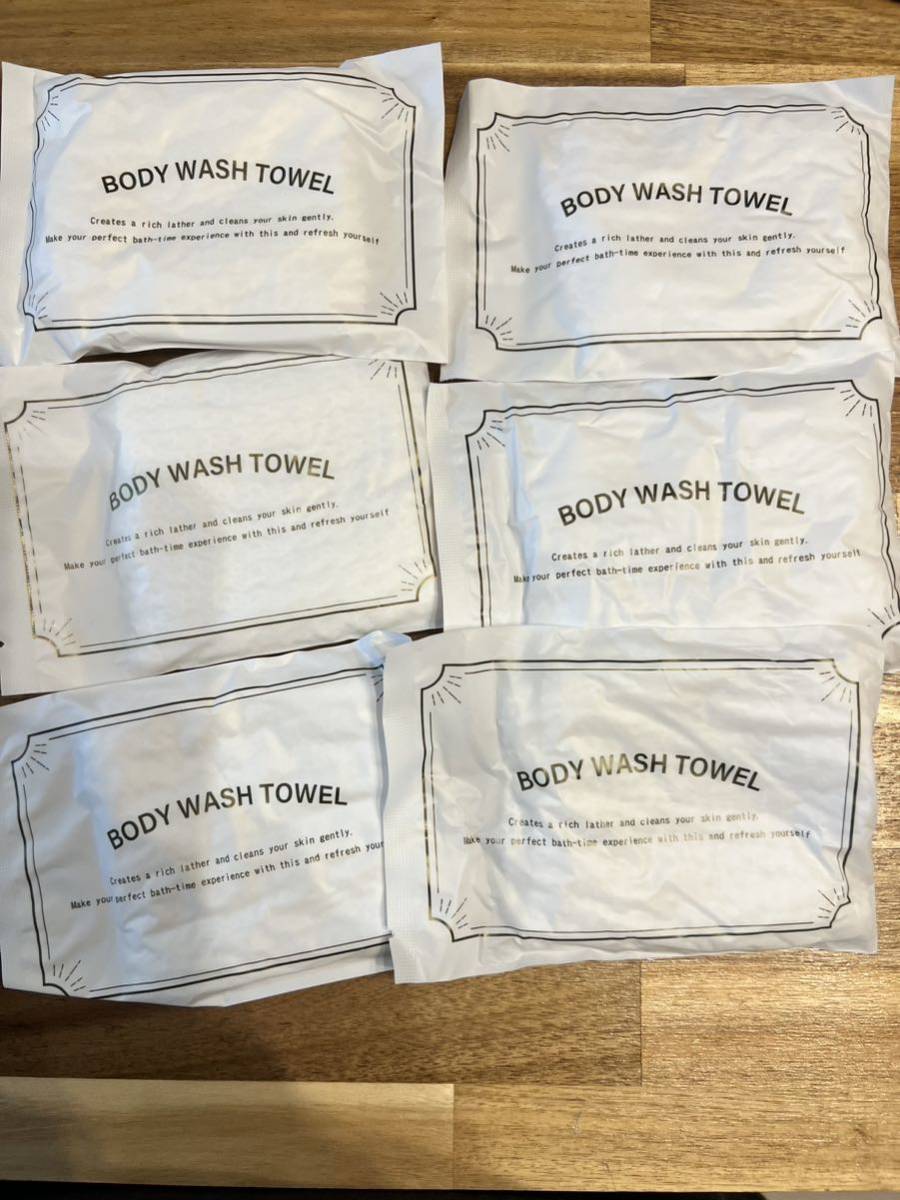 BODY WASH TOWEL
Creates a rich lather and cleans your skin gently.
Make your perfect bath-time experience with this and refresh yourself
BODY WASH TOWEL
Creates a rich lather and cleans your skin gently.
Make your perfect bath-time experience with this and refresh yourself
BODY WASH TOWEL
Creates a rich lather and cleans your skin gently.
Make your perfect bath-time experience with this and refresh yourself
BODY WASH TOWEL
Creates a rich lather and cleans your skin gently.
Make your perfect bath-time experience with this and refresh yourself
BODY WASH TOWEL
Creates a rich lather and cleans your skin gently.
Make your perfect bath-time experience with this and refresh your
BODY WASH TOWEL
Creates a rich lather and cleans your skin gently.
Make your perfect bath-time experience with this and refresh yourself